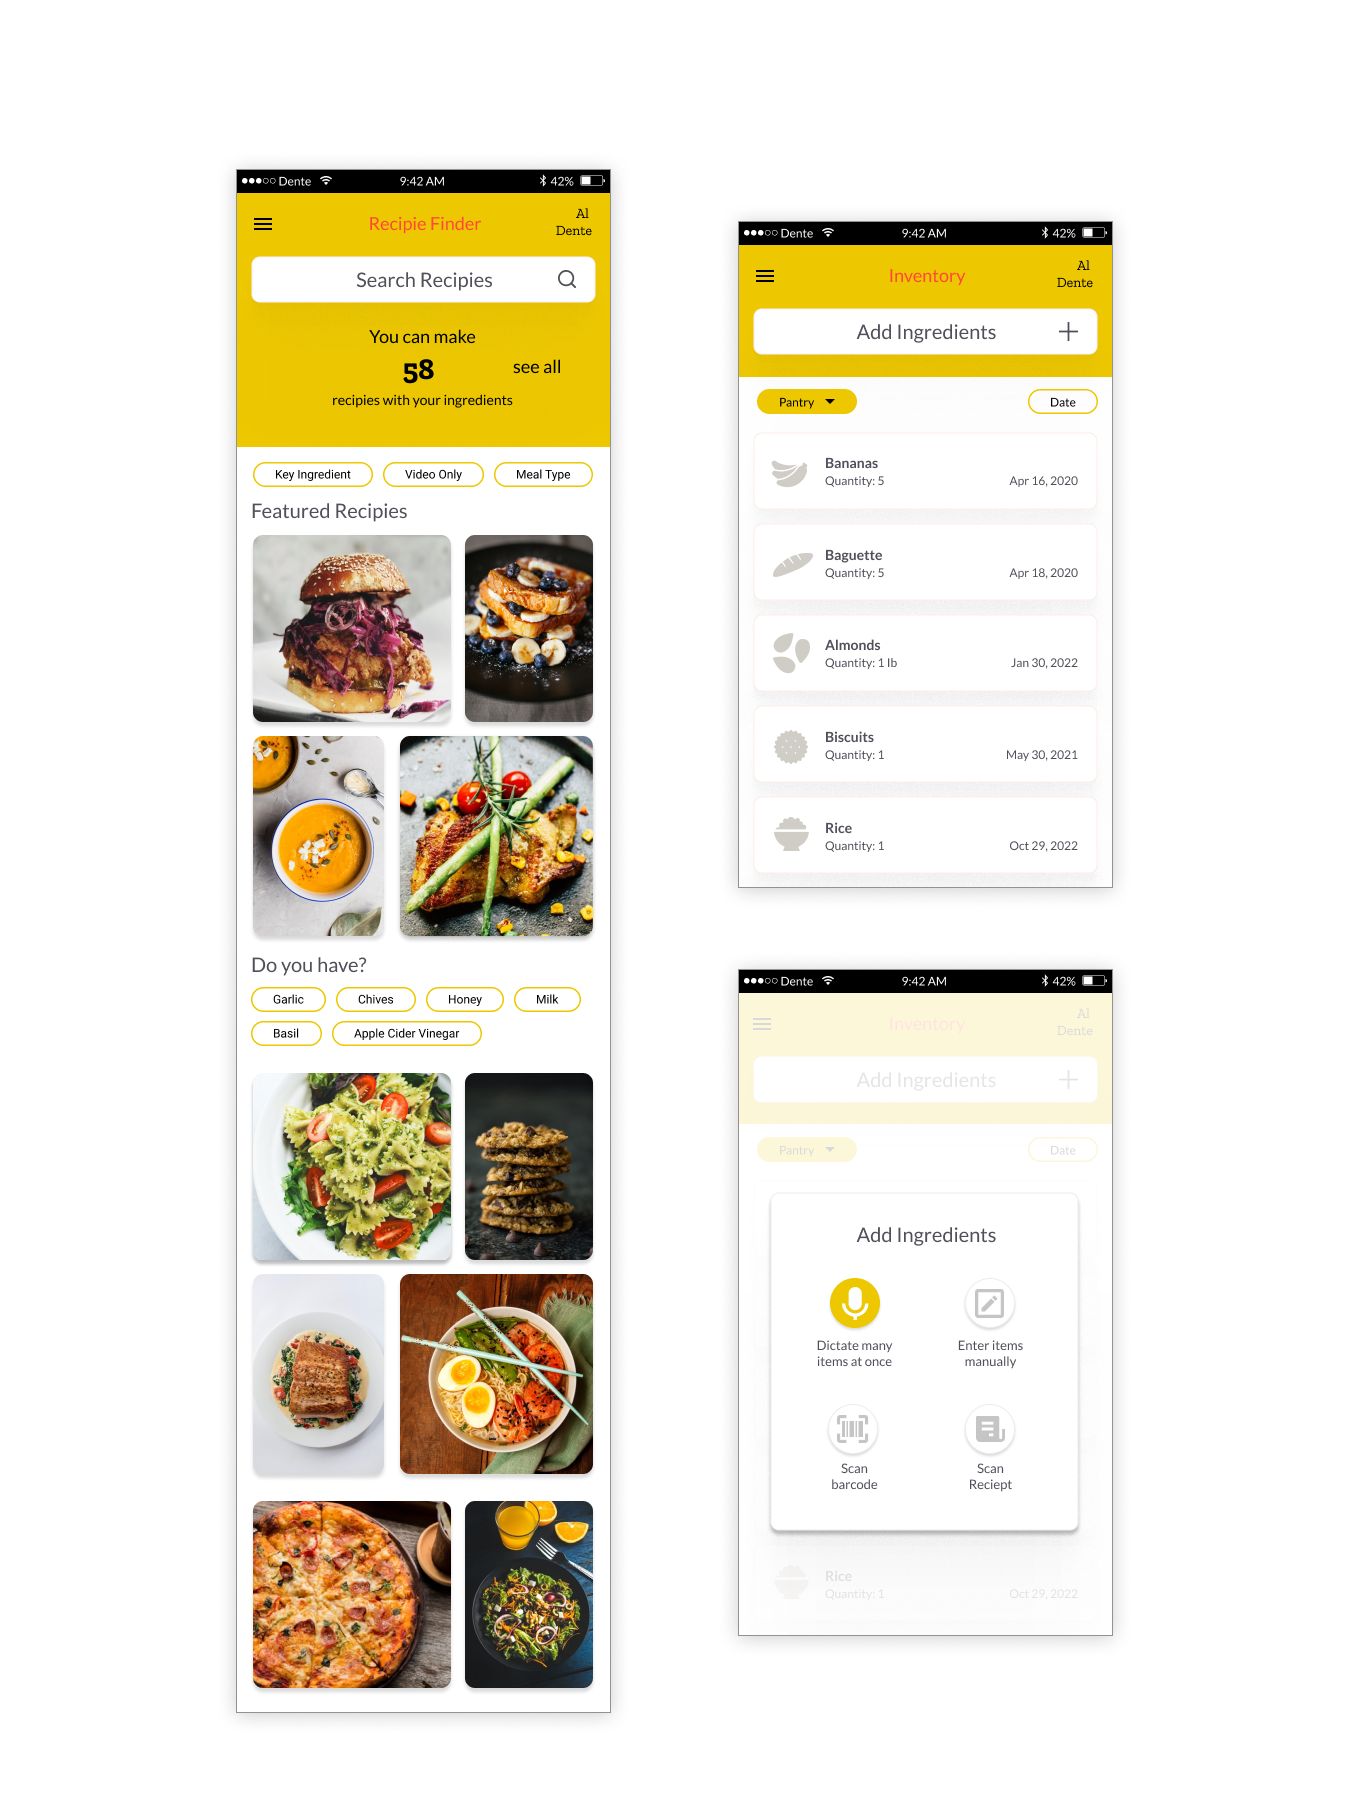 Dente
9:42 AM
42%
Recipie Finder
Al
Dente
Search Recipies
You can make
58
see all
recipies with your ingredients
Key Ingredient
Video Only
Meal Type
Featured Recipies
Do you have?
Garlic
Chives
Honey
Milk
Basil
Apple Cider Vinegar
Dente
9:42 AM
42%
Inventory
Al
Dente
Add Ingredients
Pantry
Date
Bananas
Quantity: 5
Apr 16, 2020
Baguette
Quantity: 5
Apr 18, 2020
Almonds
Quantity: 1 lb
Jan 30, 2022
Biscuits
Quantity: 1
May 30, 2021
Rice
Quantity: 1
Oct 29, 2022
Dente
9:42 AM
42%
Inventory
Al
Dente
Add Ingredients
Pantry
Date
Add Ingredients
Dictate many
items at once
Enter items
manually
Scan
barcode
Scan
Reciept
Rice
Quantity: 1
Oct 29, 2022